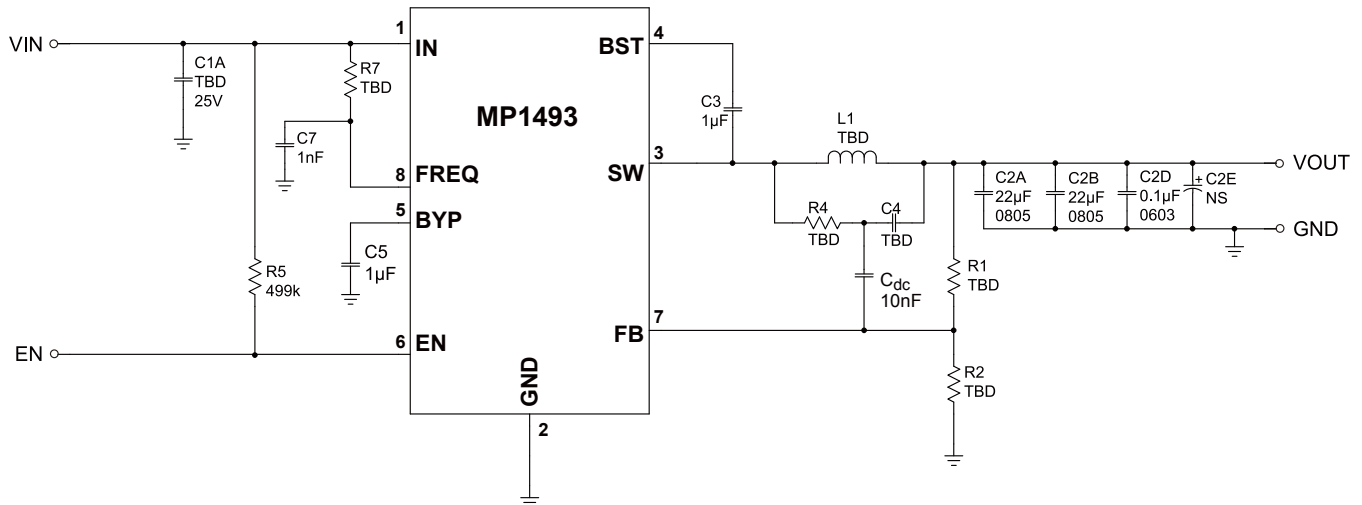 VIN
C1A
TBD
25V
R7
TBD
C7
1nF
R5
499k
C5
1µF
EN
1
IN
MP1493
8
FREQ
5
BYP
6
EN
GND
2
4
BST
3
SW
7
FB
C3
1µF
L1
TBD
R4
TBD
C4
TBD
Cdc
10nF
R1
TBD
R2
TBD
C2A
22µF
0805
C2B
22µF
0805
C2D
0.1µF
0603
+ C2E
NS
VOUT
GND